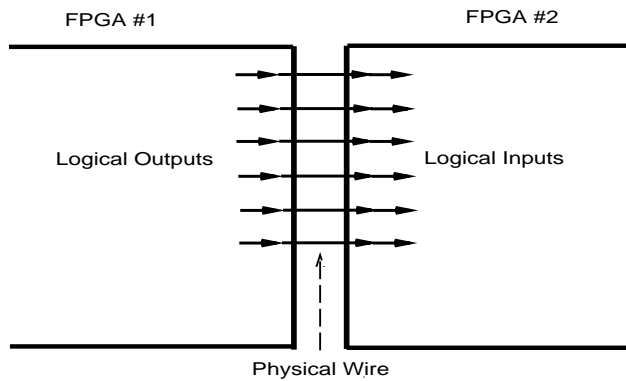 FPGA #1
FPGA #2
Logical Outputs
Logical Inputs
Physical Wire